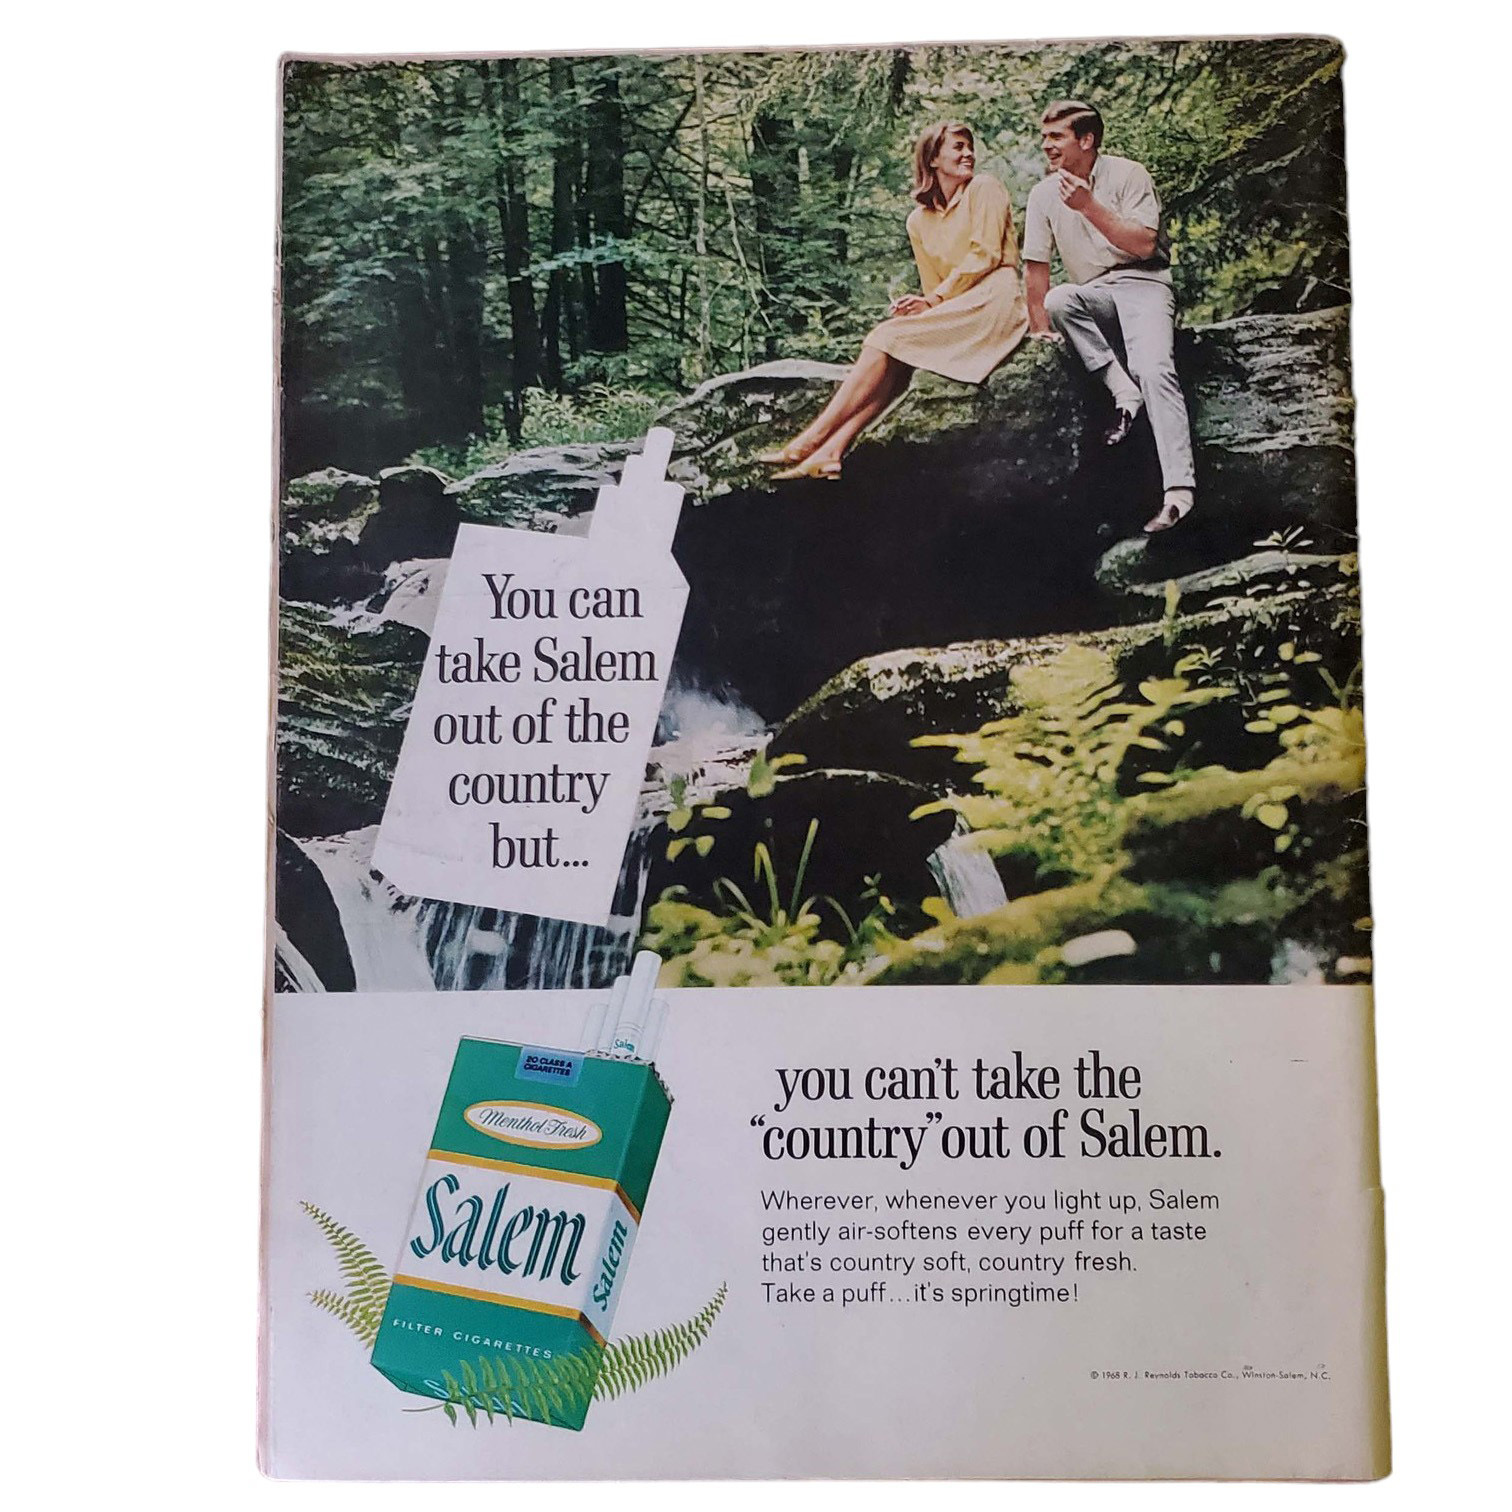 You can
take Salem
out of the
country
but...
Salem
20 CLASS A
CIGARETTES
Menthol Fresh
Salem
Salem
FILTER CIGARETTES
you can't take the
“country” out of Salem.
Wherever, whenever you light up, Salem
gently air-softens every puff for a taste
that's country soft, country fresh.
Take a puff...it's springtime!
© 1968 R. J. Reynolds Tobacco Co., Winston-Salem, N.C.